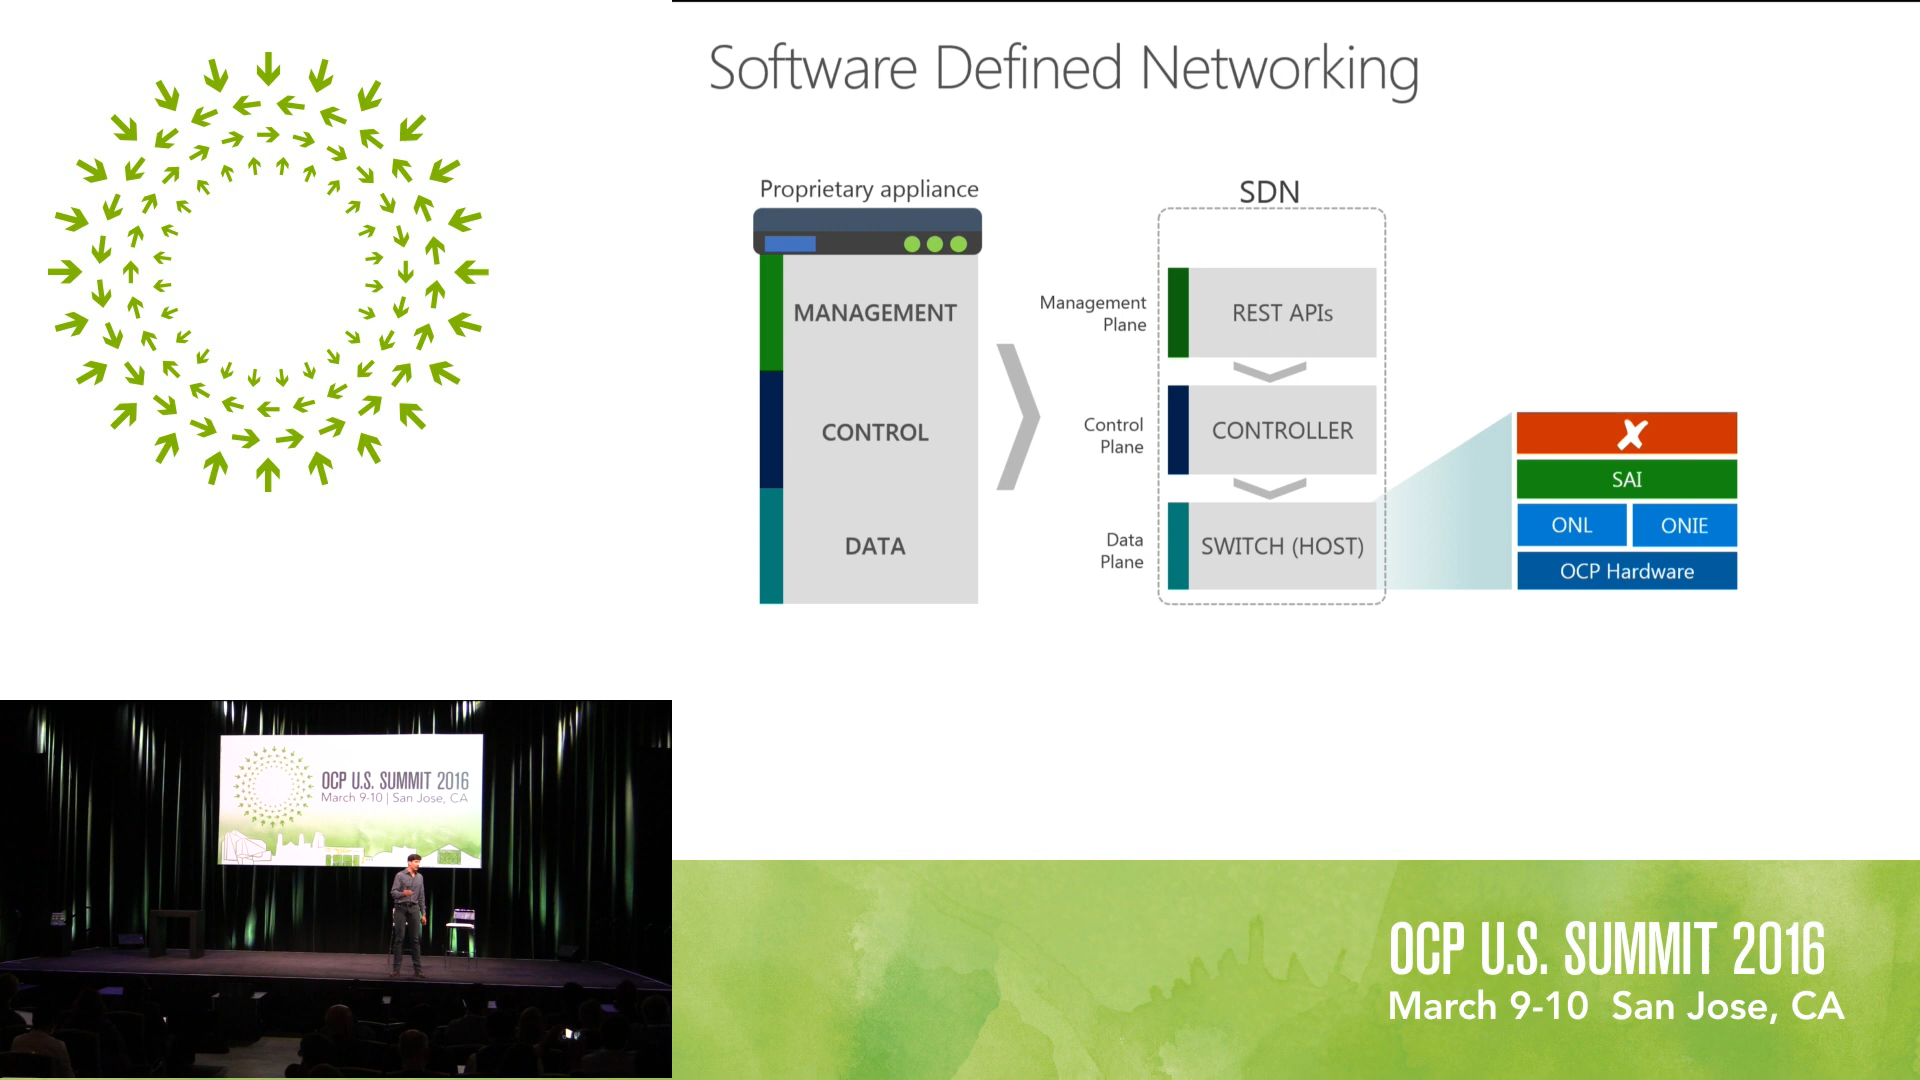 Software Defined Networking
Proprietary appliance
MANAGEMENT
CONTROL
DATA
SDN
Management
Plane
REST APIs
Control
Plane
CONTROLLER
Data
Plane
SWITCH (HOST)
✘
SAI
ONL
ONIE
OCP Hardware
OCP U.S. SUMMIT 2016
March 9-10 | San Jose, CA
OCP U.S. SUMMIT 2016
March 9-10 San Jose, CA